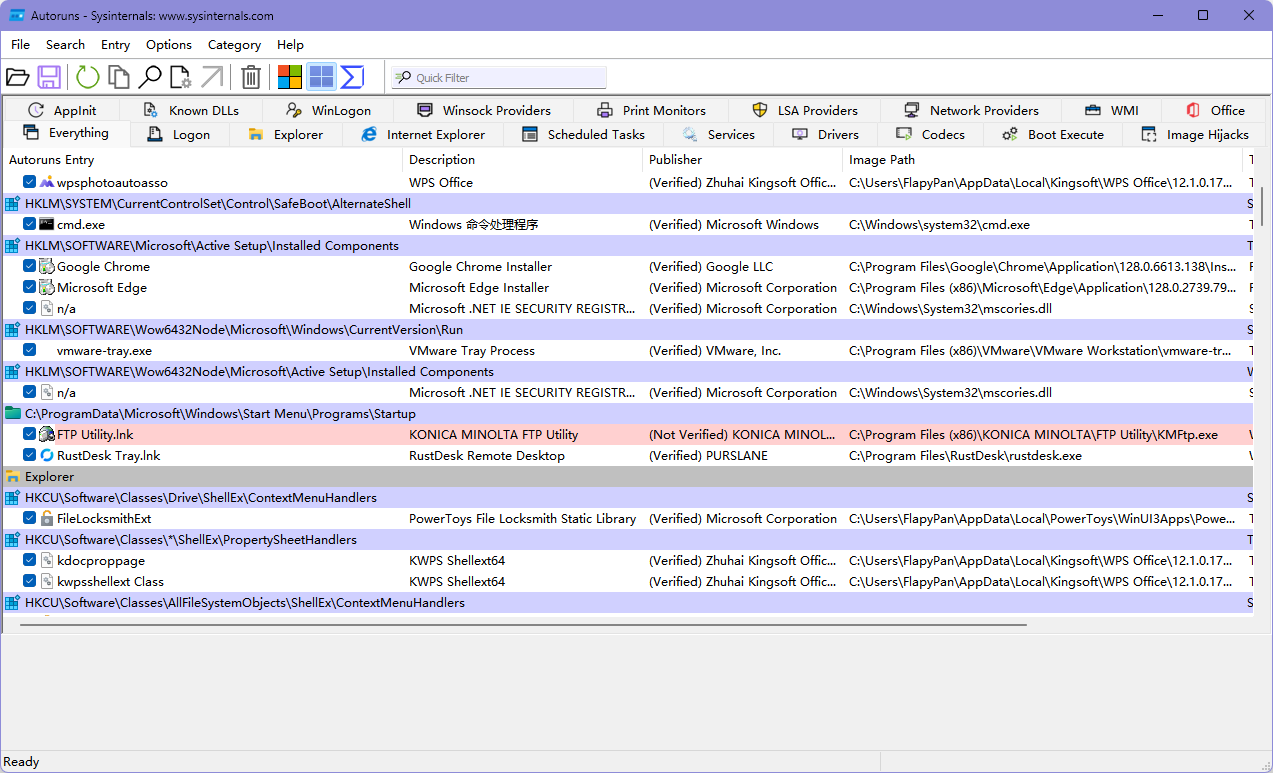 Autoruns - Sysinternals: www.sysinternals.com
File Search Entry Options Category Help
Quick Filter
AppInit Known DLLs WinLogon Winsock Providers Print Monitors LSA Providers Network Providers WMI Office
Everything Logon Explorer Internet Explorer Scheduled Tasks Services Drivers Codecs Boot Execute Image Hijacks
Autoruns Entry Description Publisher Image Path T
wpsphotoautoasso WPS Office (Verified) Zhuhai Kingsoft Offic... C:\Users\FlapyPan\AppData\Local\Kingsoft\WPS Office\12.1.0.17... T
HKLM\SYSTEM\CurrentControlSet\Control\SafeBoot\AlternateShell S
cmd.exe Windows 命令处理程序 (Verified) Microsoft Windows C:\Windows\system32\cmd.exe T
HKLM\SOFTWARE\Microsoft\Active Setup\Installed Components T
Google Chrome Google Chrome Installer (Verified) Google LLC C:\Program Files\Google\Chrome\Application\128.0.6613.138\Ins... F
Microsoft Edge Microsoft Edge Installer (Verified) Microsoft Corporation C:\Program Files (x86)\Microsoft\Edge\Application\128.0.2739.79... F
n/a Microsoft .NET IE SECURITY REGISTR... (Verified) Microsoft Corporation C:\Windows\System32\mscories.dll S
HKLM\SOFTWARE\Wow6432Node\Microsoft\Windows\CurrentVersion\Run S
vmware-tray.exe VMware Tray Process (Verified) VMware, Inc. C:\Program Files (x86)\VMware\VMware Workstation\vmware-tr... T
HKLM\SOFTWARE\Wow6432Node\Microsoft\Active Setup\Installed Components
n/a Microsoft .NET IE SECURITY REGISTR... (Verified) Microsoft Corporation C:\Windows\System32\mscories.dll S
C:\ProgramData\Microsoft\Windows\Start Menu\Programs\Startup
FTP Utility.lnk KONICA MINOLTA FTP Utility (Not Verified) KONICA MINOL... C:\Program Files (x86)\KONICA MINOLTA\FTP Utility\KMFtp.exe
RustDesk Tray.lnk RustDesk Remote Desktop (Verified) PURSLANE C:\Program Files\RustDesk\rustdesk.exe
Explorer
HKCU\Software\Classes\Drive\ShellEx\ContextMenuHandlers S
FileLocksmithExt PowerToys File Locksmith Static Library (Verified) Microsoft Corporation C:\Users\FlapyPan\AppData\Local\PowerToys\WinUI3Apps\Powe... S
HKCU\Software\Classes\*\ShellEx\PropertySheetHandlers T
kdocproppage KWPS Shellext64 (Verified) Zhuhai Kingsoft Offic... C:\Users\FlapyPan\AppData\Local\Kingsoft\WPS Office\12.1.0.17... T
kwpsshellext Class KWPS Shellext64 (Verified) Zhuhai Kingsoft Offic... C:\Users\FlapyPan\AppData\Local\Kingsoft\WPS Office\12.1.0.17... T
HKCU\Software\Classes\AllFileSystemObjects\ShellEx\ContextMenuHandlers S
Ready